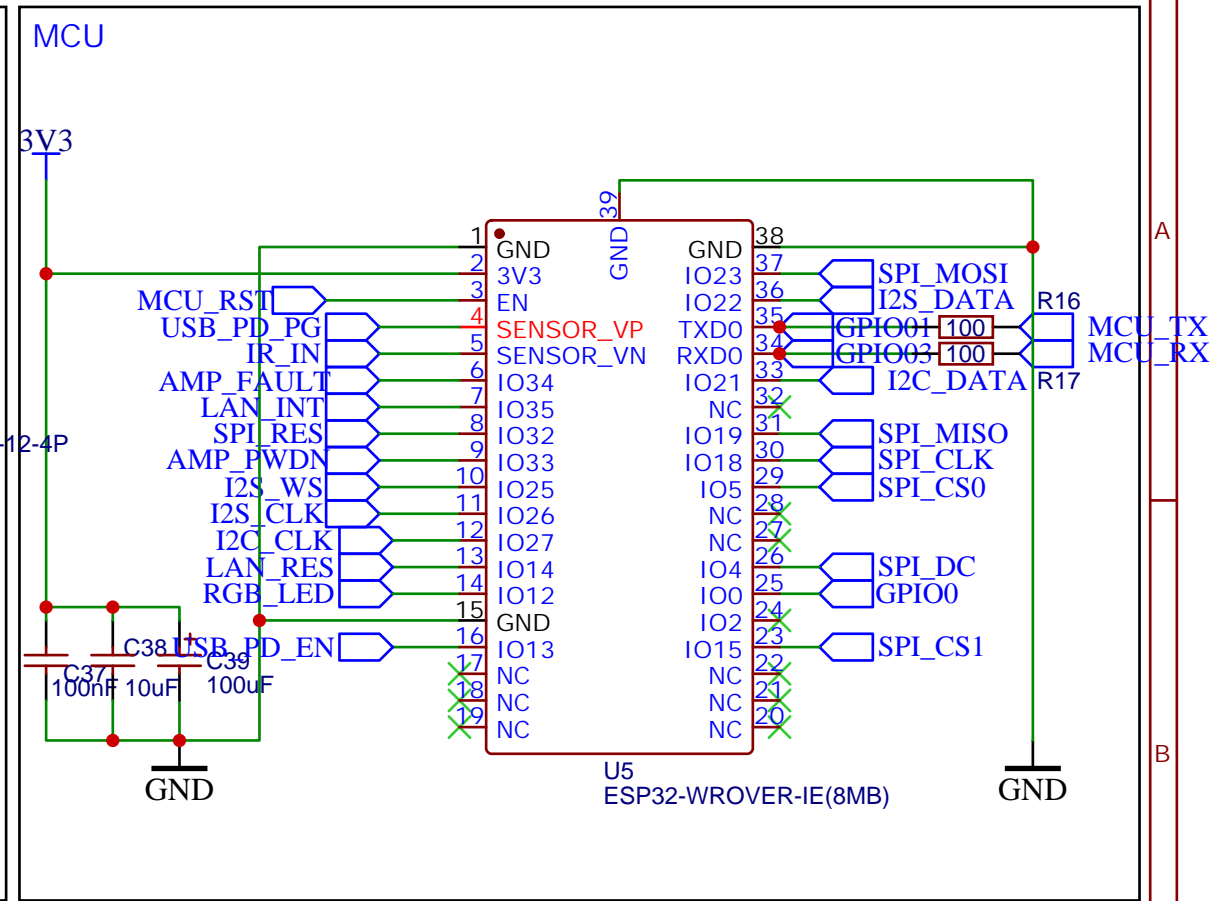 MCU
3V3
39
GND
1 GND
GND 38
2 3V3
IO23 37 SPI_MOSI
MCU_RST 3 EN
IO22 36 I2S_DATA
R16
USB_PD_PG 4 SENSOR_VP
TXD0 35 GPIO01 100 MCU_TX
IR_IN 5 SENSOR_VN
RXD0 34 GPIO03 100 MCU_RX
R17
AMP_FAULT 6 IO34
IO21 33 I2C_DATA
LAN_INT 7 IO35
NC 32
SPI_RES 8 IO32
IO19 31 SPI_MISO
-12-4P
AMP_PWDN 9 IO33
IO18 30 SPI_CLK
I2S_WS 10 IO25
IO5 29 SPI_CS0
I2S_CLK 11 IO26
NC 28
I2C_CLK 12 IO27
NC 27
LAN_RES 13 IO14
IO4 26 SPI_DC
RGB_LED 14 IO12
IO0 25 GPIO0
15 GND
IO2 24
USB_PD_EN 16 IO13
IO15 23 SPI_CS1
17 NC
NC 22
18 NC
NC 21
19 NC
NC 20
C37
100nF
C38
10uF
+
C39
100uF
GND
U5
ESP32-WROVER-IE(8MB)
GND
A
B